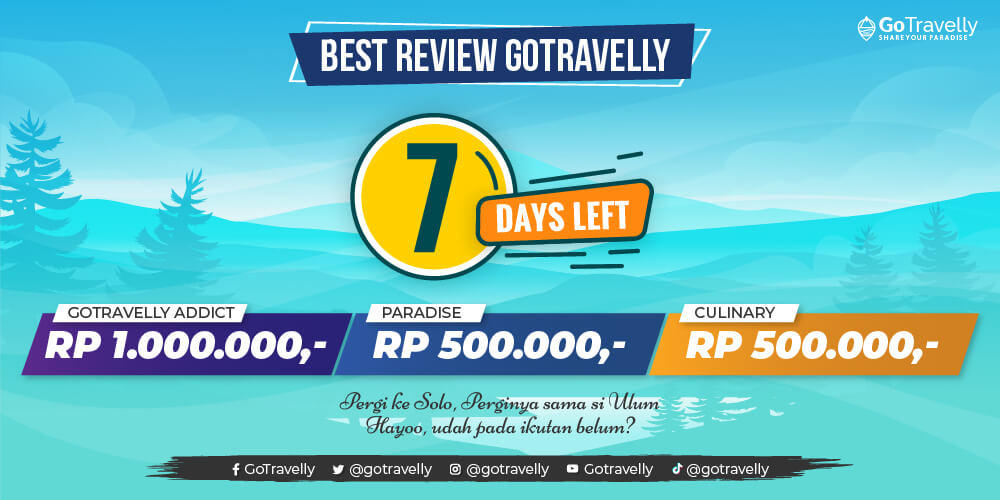 GoTravelly
SHARE YOUR PARADISE
BEST REVIEW GOTRAVELLY
7
DAYS LEFT
GOTRAVELLY ADDICT
RP 1.000.000,-
PARADISE
RP 500.000,-
CULINARY
RP 500.000,-
Pergi ke Solo, Perginya sama si Ulum
Hayoo, udah pada ikutan belum?
GoTravelly @gotravelly @gotravelly Gotravelly @gotravelly